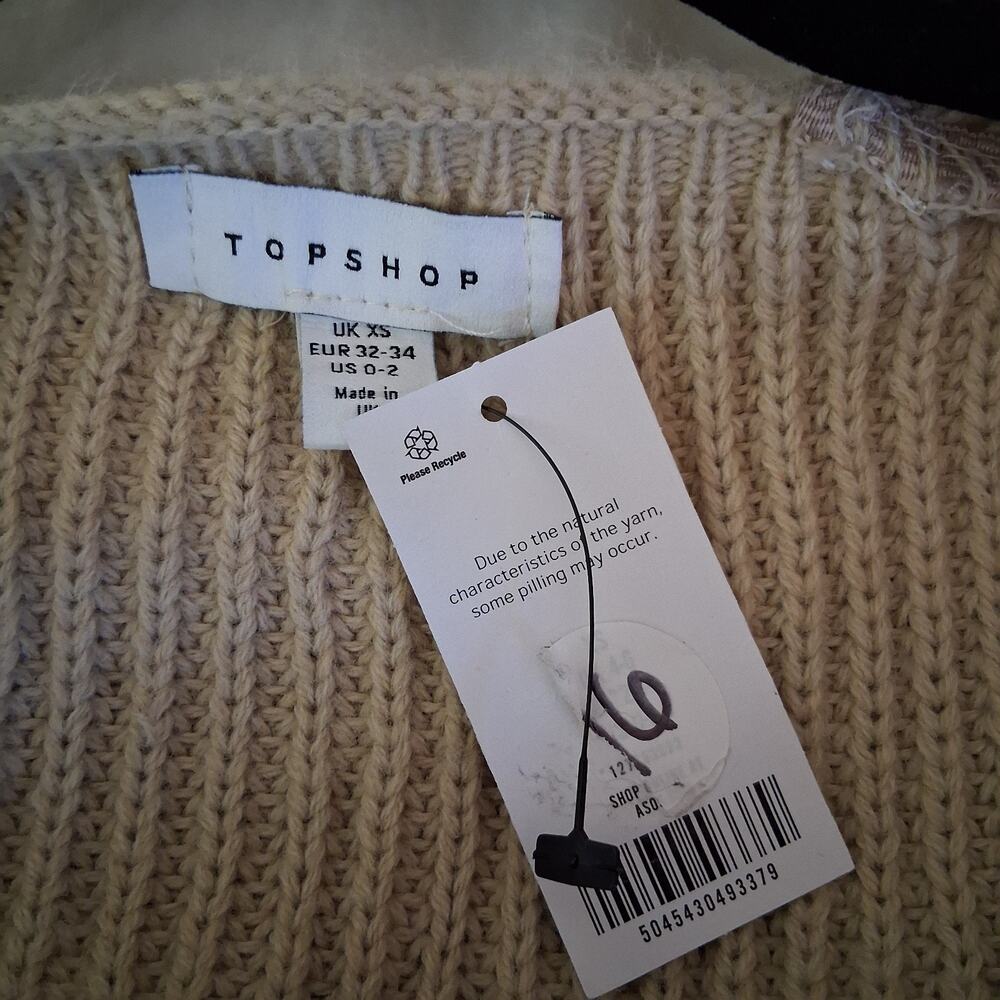 TOPSHOP
UK XS
EUR 32-34
US 0-2
Made in
Please Recycle
Due to the natural
characteristics of the yarn,
some pilling may occur.
16
SHOP
5045430493379